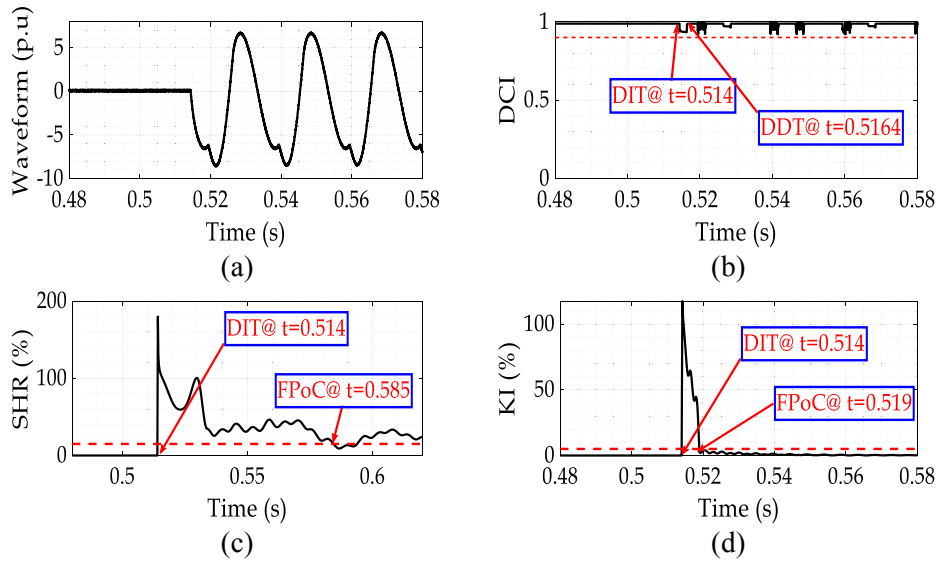 Waveform (p.u)
5
0
-5
-10
0.48 0.5 0.52 0.54 0.56 0.58
Time (s)
(a)
DCI
1
0.5
0
DIT@ t=0.514
DDT@ t=0.5164
0.48 0.5 0.52 0.54 0.56 0.58
Time (s)
(b)
SHR (%)
200
100
0
DIT@ t=0.514
FPoC@ t=0.585
0.5 0.55 0.6
Time (s)
(c)
KI (%)
100
50
0
DIT@ t=0.514
FPoC@ t=0.519
0.48 0.5 0.52 0.54 0.56 0.58
Time (s)
(d)